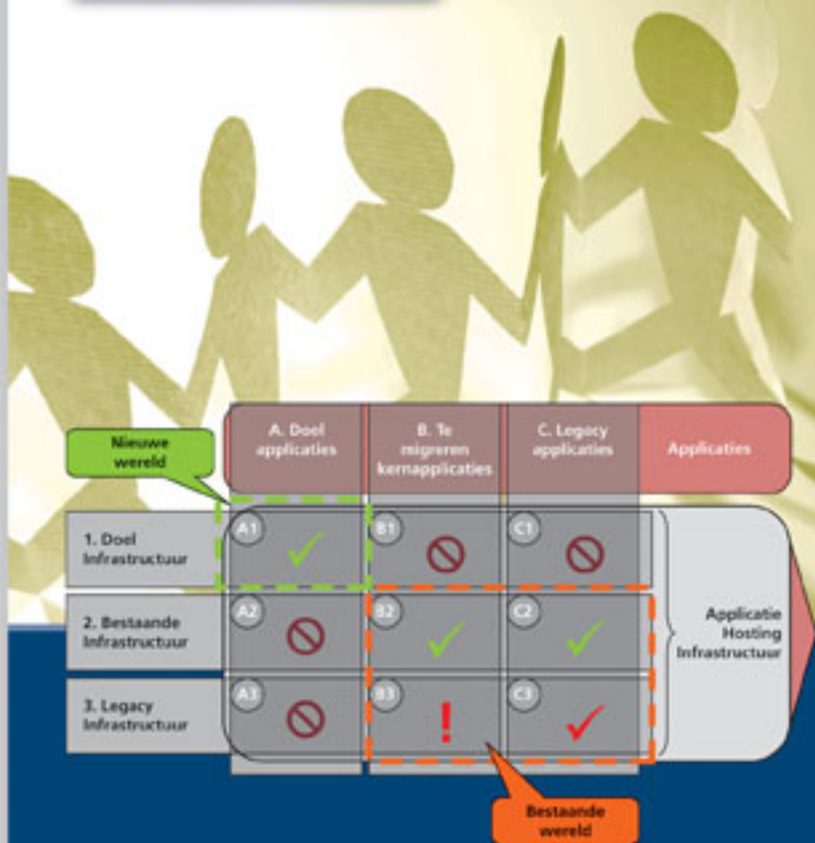 Nieuwe
wereld
A. Doel
applicaties
B. Te
migreren
kernapplicaties
C. Legacy
applicaties
Applicaties
1. Doel
Infrastructuur
A1
B1
C1
2. Bestaande
Infrastructuur
A2
B2
C2
3. Legacy
Infrastructuur
A3
B3
!
C3
Applicatie
Hosting
Infrastructuur
Bestaande
wereld